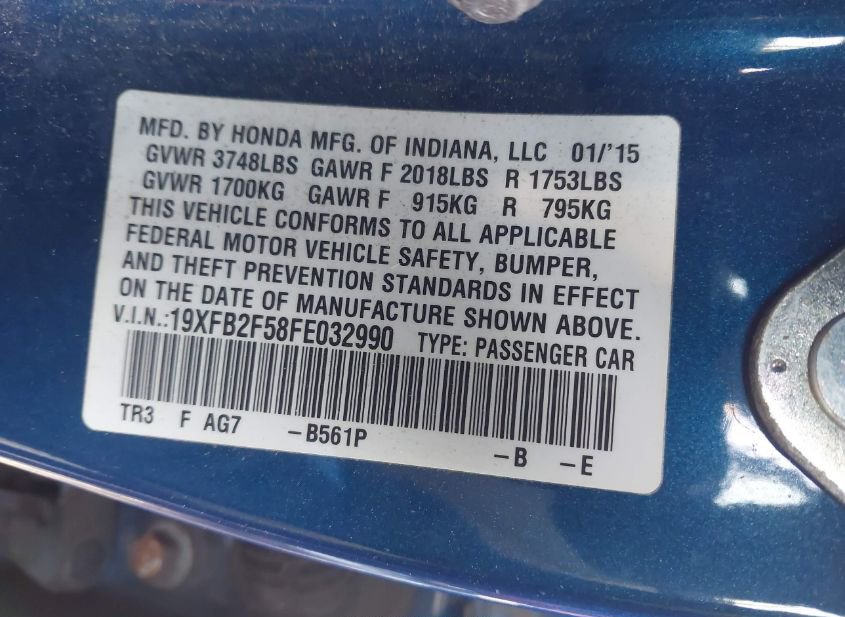 MFD. BY HONDA MFG. OF INDIANA, LLC 01/'15
GVWR 3748LBS GAWR F 2018LBS R 1753LBS
GVWR 1700KG GAWR F 915KG R 795KG
THIS VEHICLE CONFORMS TO ALL APPLICABLE
FEDERAL MOTOR VEHICLE SAFETY, BUMPER,
AND THEFT PREVENTION STANDARDS IN EFFECT
ON THE DATE OF MANUFACTURE SHOWN ABOVE.
V.I.N.:19XFB2F58FE032990 TYPE: PASSENGER CAR
TR3 F AG7 –B561P –B –E